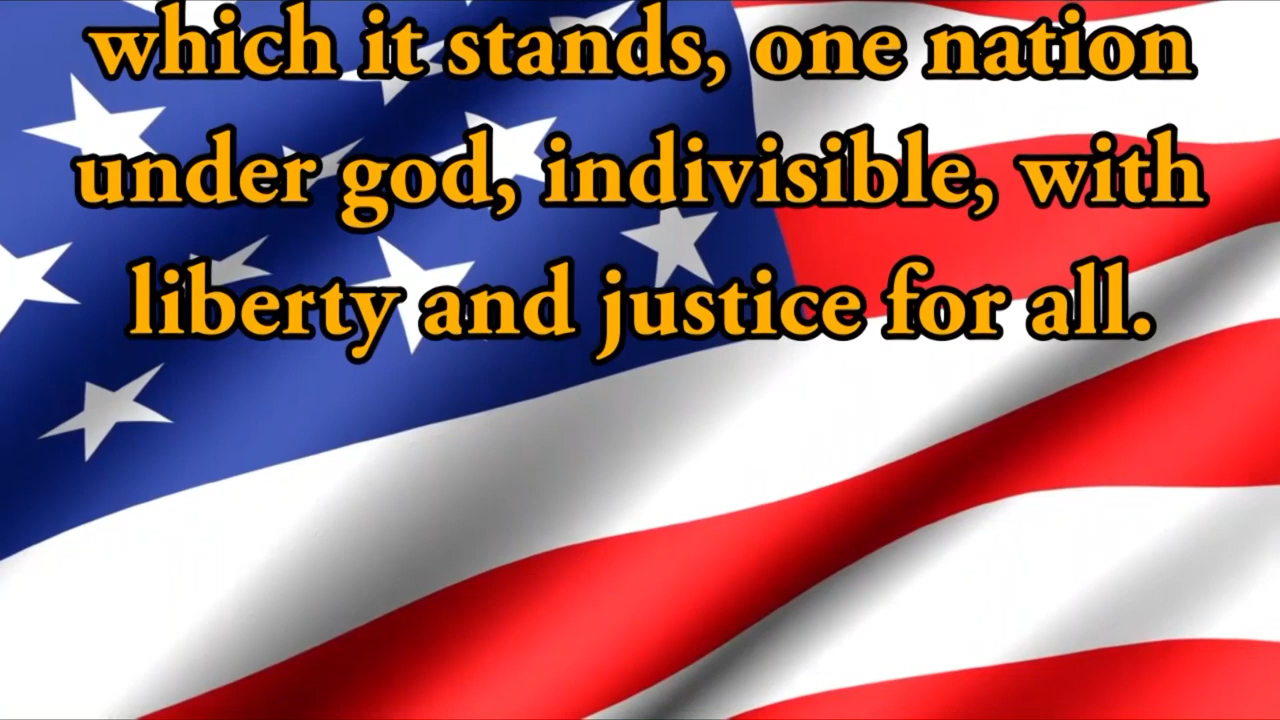 which it stands, one nation
under god, indivisible, with
liberty and justice for all.